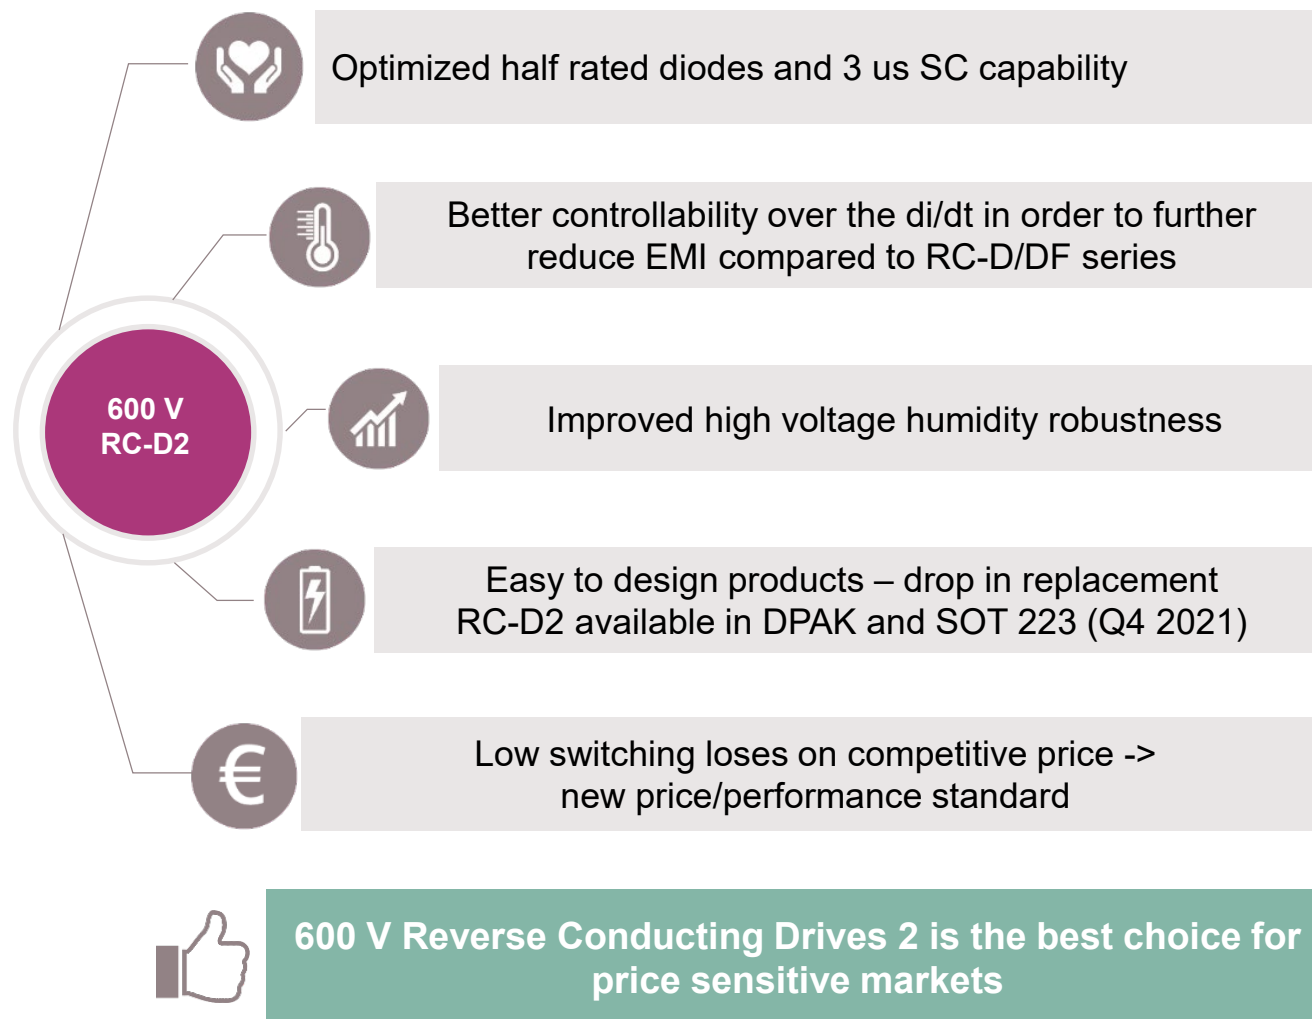 Optimized half rated diodes and 3 us SC capability
Better controllability over the di/dt in order to further
reduce EMI compared to RC-D/DF series
600 V
RC-D2
Improved high voltage humidity robustness
Easy to design products – drop in replacement
RC-D2 available in DPAK and SOT 223 (Q4 2021)
€
Low switching loses on competitive price ->
new price/performance standard
600 V Reverse Conducting Drives 2 is the best choice for
price sensitive markets